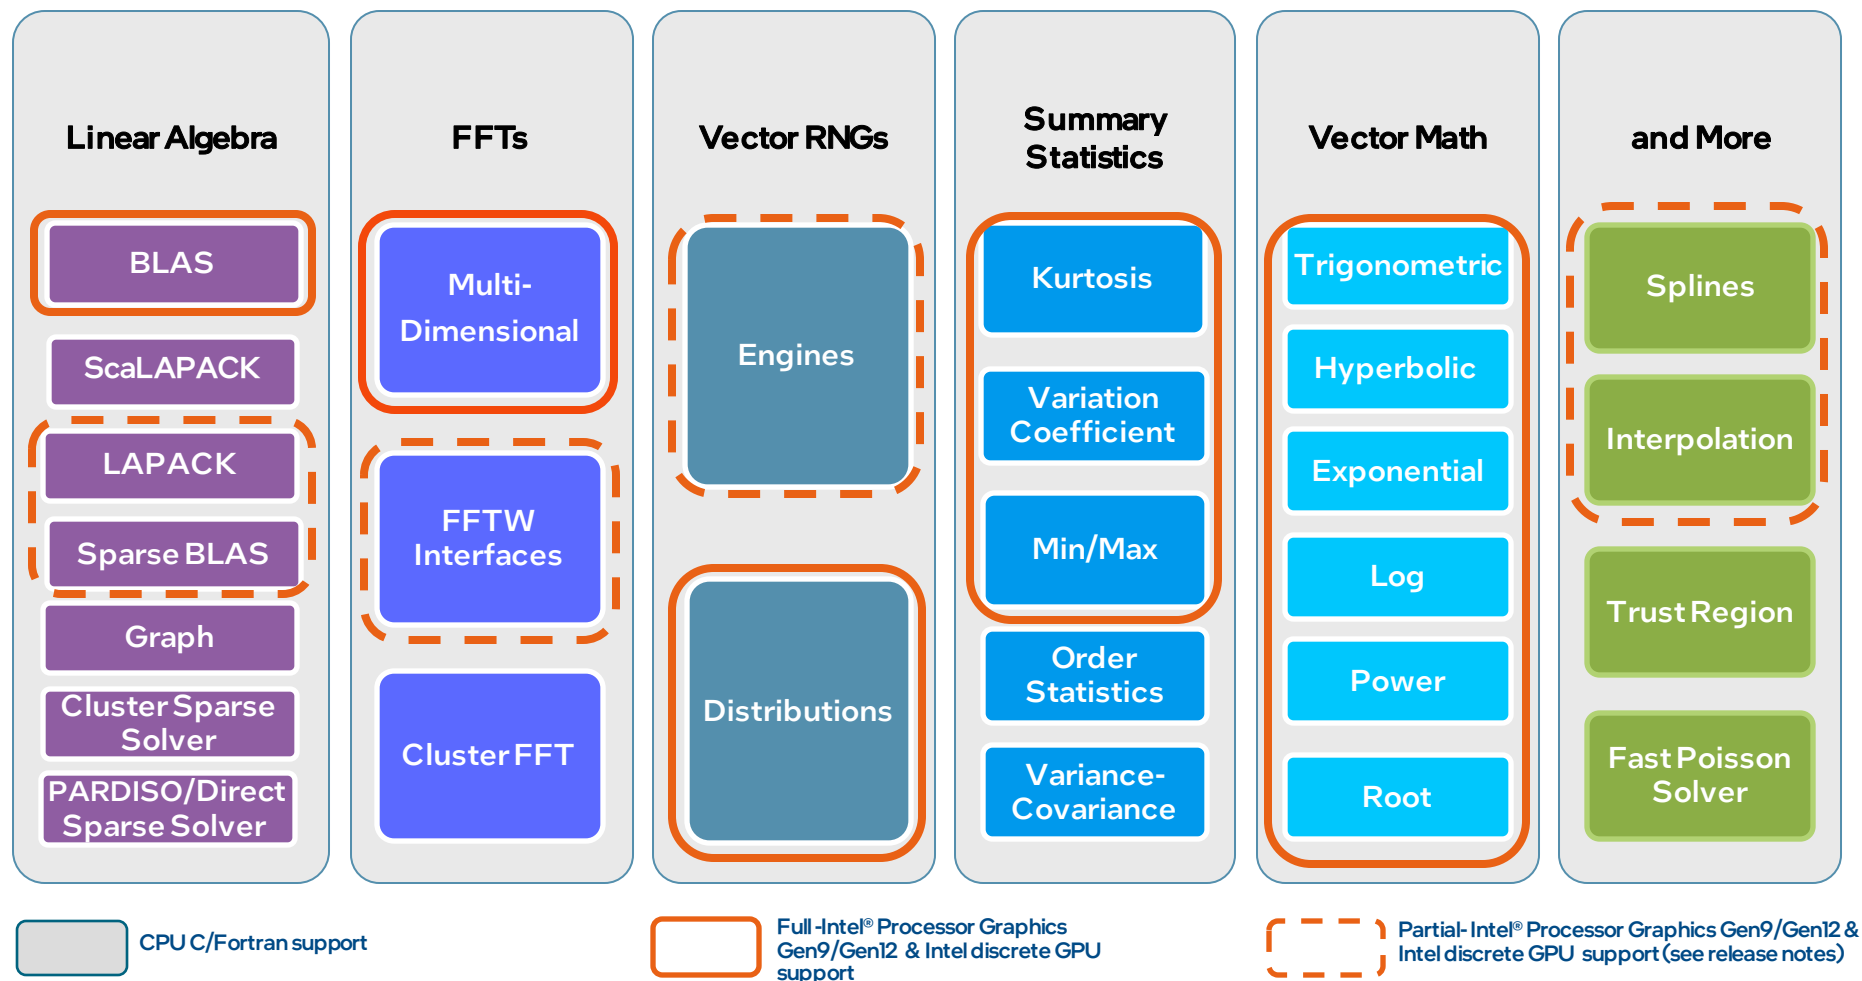 Linear Algebra
BLAS
ScaLAPACK
LAPACK
Sparse BLAS
Graph
Cluster Sparse
Solver
PARDISO/Direct
Sparse Solver
FFTs
Multi-
Dimensional
FFTW
Interfaces
Cluster FFT
Vector RNGs
Engines
Distributions
Summary
Statistics
Kurtosis
Variation
Coefficient
Min/Max
Order
Statistics
Variance-
Covariance
Vector Math
Trigonometric
Hyperbolic
Exponential
Log
Power
Root
and More
Splines
Interpolation
Trust Region
Fast Poisson
Solver
CPU C/Fortran support
Full-Intel® Processor Graphics
Gen9/Gen12 & Intel discrete GPU
support
Partial- Intel® Processor Graphics Gen9/Gen12 &
Intel discrete GPU support (see release notes)